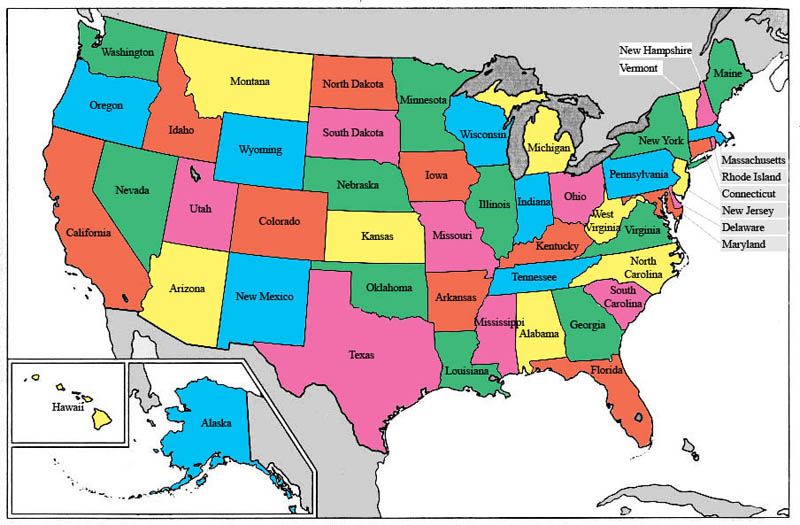 New Hampshire
Vermont
Washington
Maine
Montana
North Dakota
Minnesota
Oregon
Idaho
South Dakota
Wisconsin
New York
Michigan
Wyoming
Massachusetts
Rhode Island
Connecticut
New Jersey
Delaware
Maryland
Pennsylvania
Iowa
Nebraska
Nevada
Utah
Illinois
Indiana
Ohio
California
Colorado
Kansas
Missouri
West
Virginia
Virginia
Kentucky
North
Carolina
Tennessee
Arizona
New Mexico
Oklahoma
Arkansas
South
Carolina
Mississippi
Alabama
Georgia
Texas
Louisiana
Florida
Hawaii
Alaska